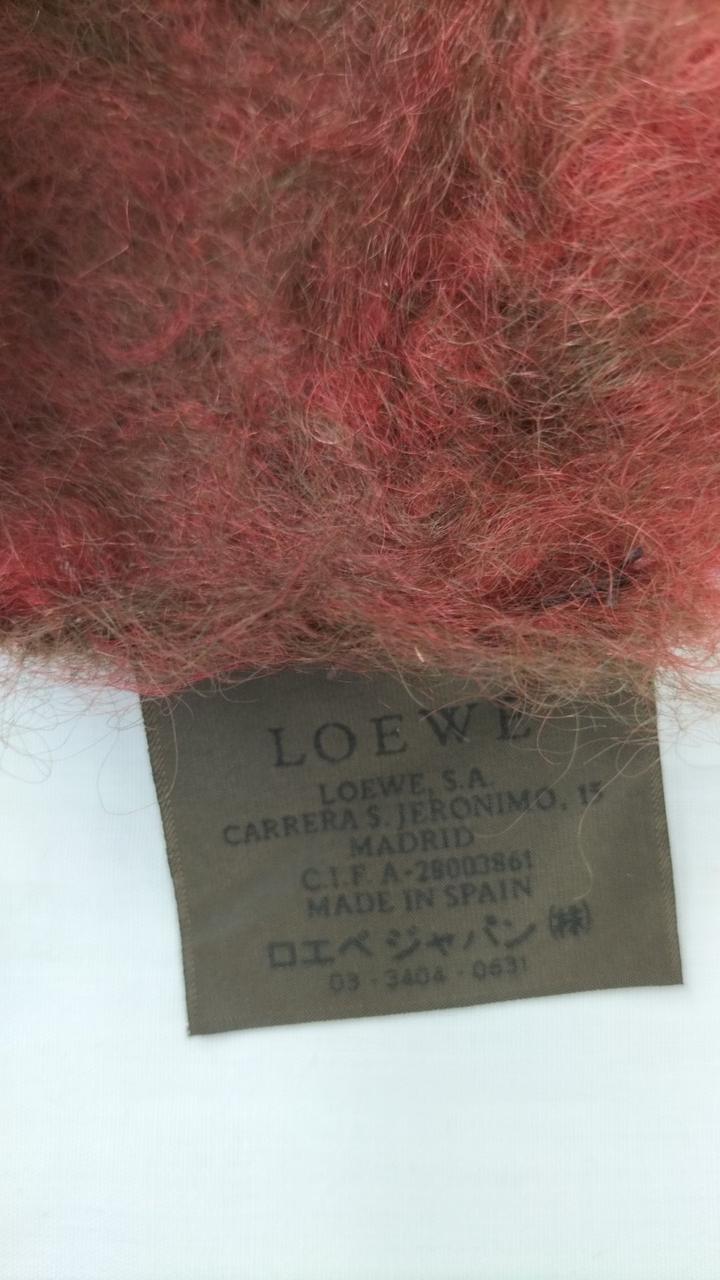 LOEWE
LOEWE, S.A.
CARRERA S. JERONIMO, 15
MADRID
C.I.F. A-28003861
MADE IN SPAIN
ロエベ ジャパン ㈱
03-3404-0631